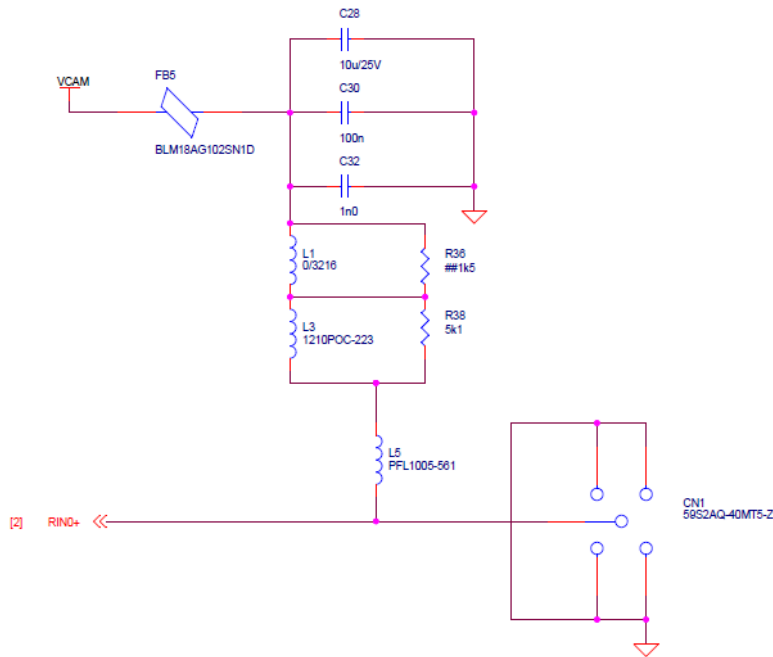 C28
10u/25V
FB5
VCAM
C30
BLM18AG102SN1D
100n
C32
1n0
L1
0/3216
R36
##1k5
L3
1210POC-223
R38
5k1
L5
PFL1005-561
CN1
59S2AQ-40MT5-Z
[2] RIN0+